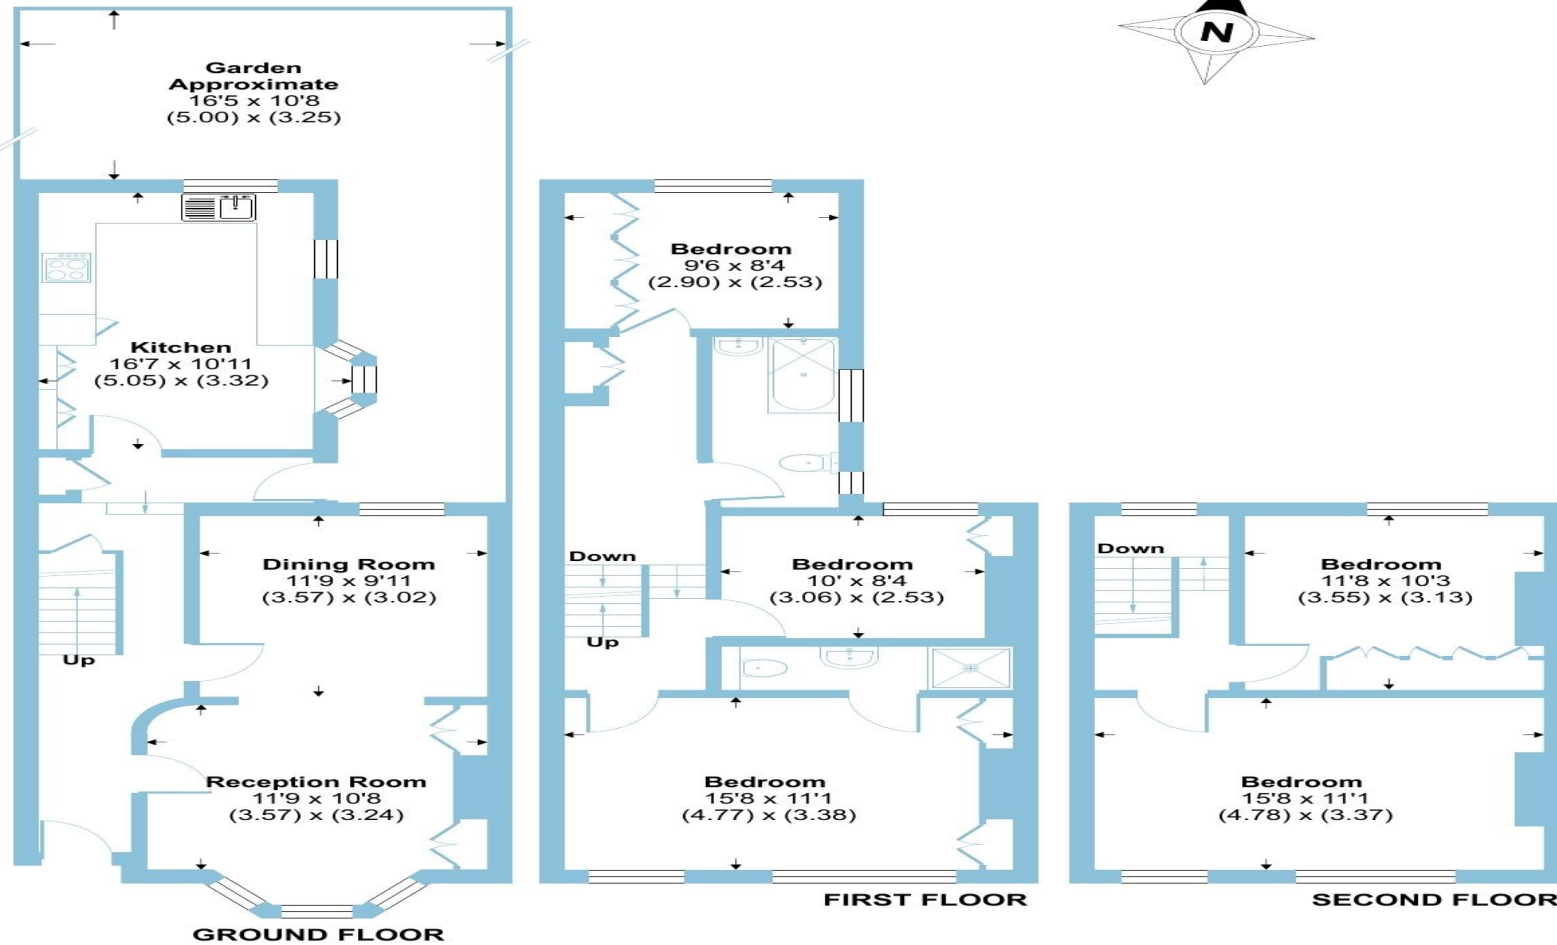 N
Garden
Approximate
16'5 x 10'8
(5.00) x (3.25)
Kitchen
16'7 x 10'11
(5.05) x (3.32)
Dining Room
11'9 x 9'11
(3.57) x (3.02)
Up
Reception Room
11'9 x 10'8
(3.57) x (3.24)
GROUND FLOOR
Bedroom
9'6 x 8'4
(2.90) x (2.53)
Down
Up
Bedroom
10' x 8'4
(3.06) x (2.53)
Bedroom
15'8 x 11'1
(4.77) x (3.38)
FIRST FLOOR
Down
Bedroom
11'8 x 10'3
(3.55) x (3.13)
Bedroom
15'8 x 11'1
(4.78) x (3.37)
SECOND FLOOR